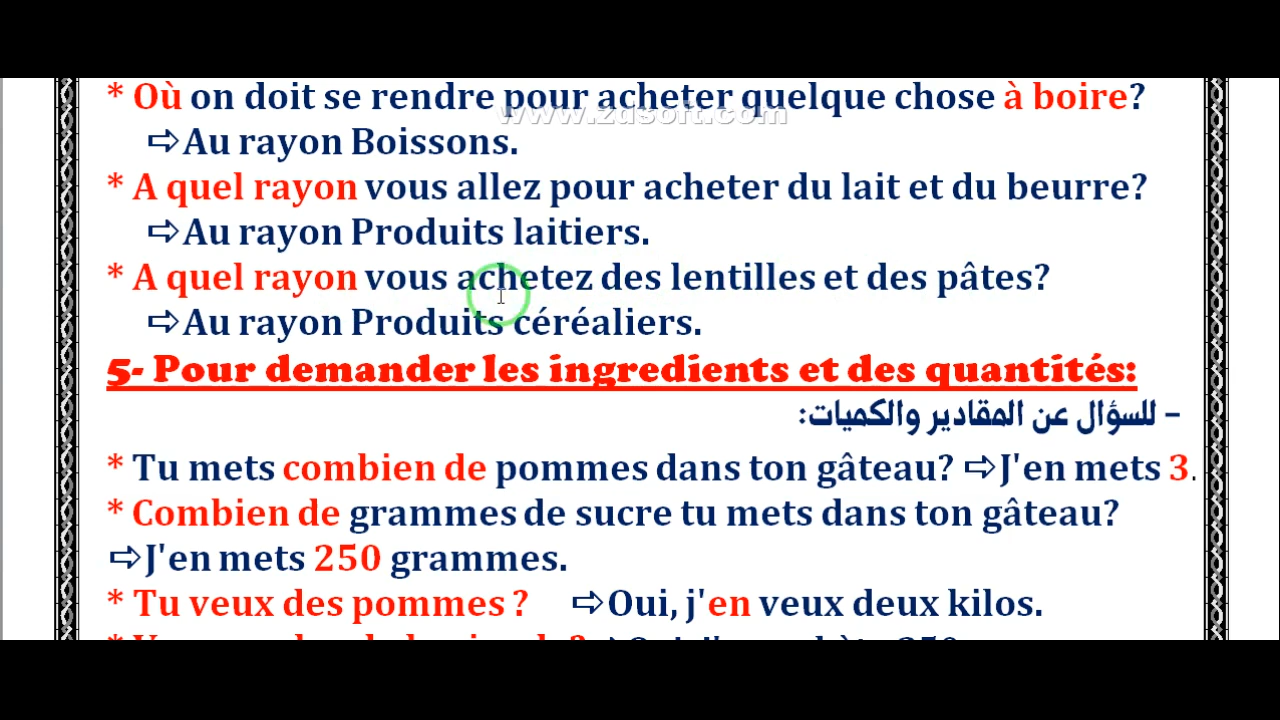 * Où on doit se rendre pour acheter quelque chose à boire?
www.zdsoft.com
⇨Au rayon Boissons.
* A quel rayon vous allez pour acheter du lait et du beurre?
⇨Au rayon Produits laitiers.
* A quel rayon vous achetez des lentilles et des pâtes?
⇨Au rayon Produits céréaliers.
5- Pour demander les ingredients et des quantités:
– للسؤال عن المقادير والكميات:
* Tu mets combien de pommes dans ton gâteau? ⇨J'en mets 3.
* Combien de grammes de sucre tu mets dans ton gâteau?
⇨J'en mets 250 grammes.
* Tu veux des pommes ? ⇨Oui, j'en veux deux kilos.